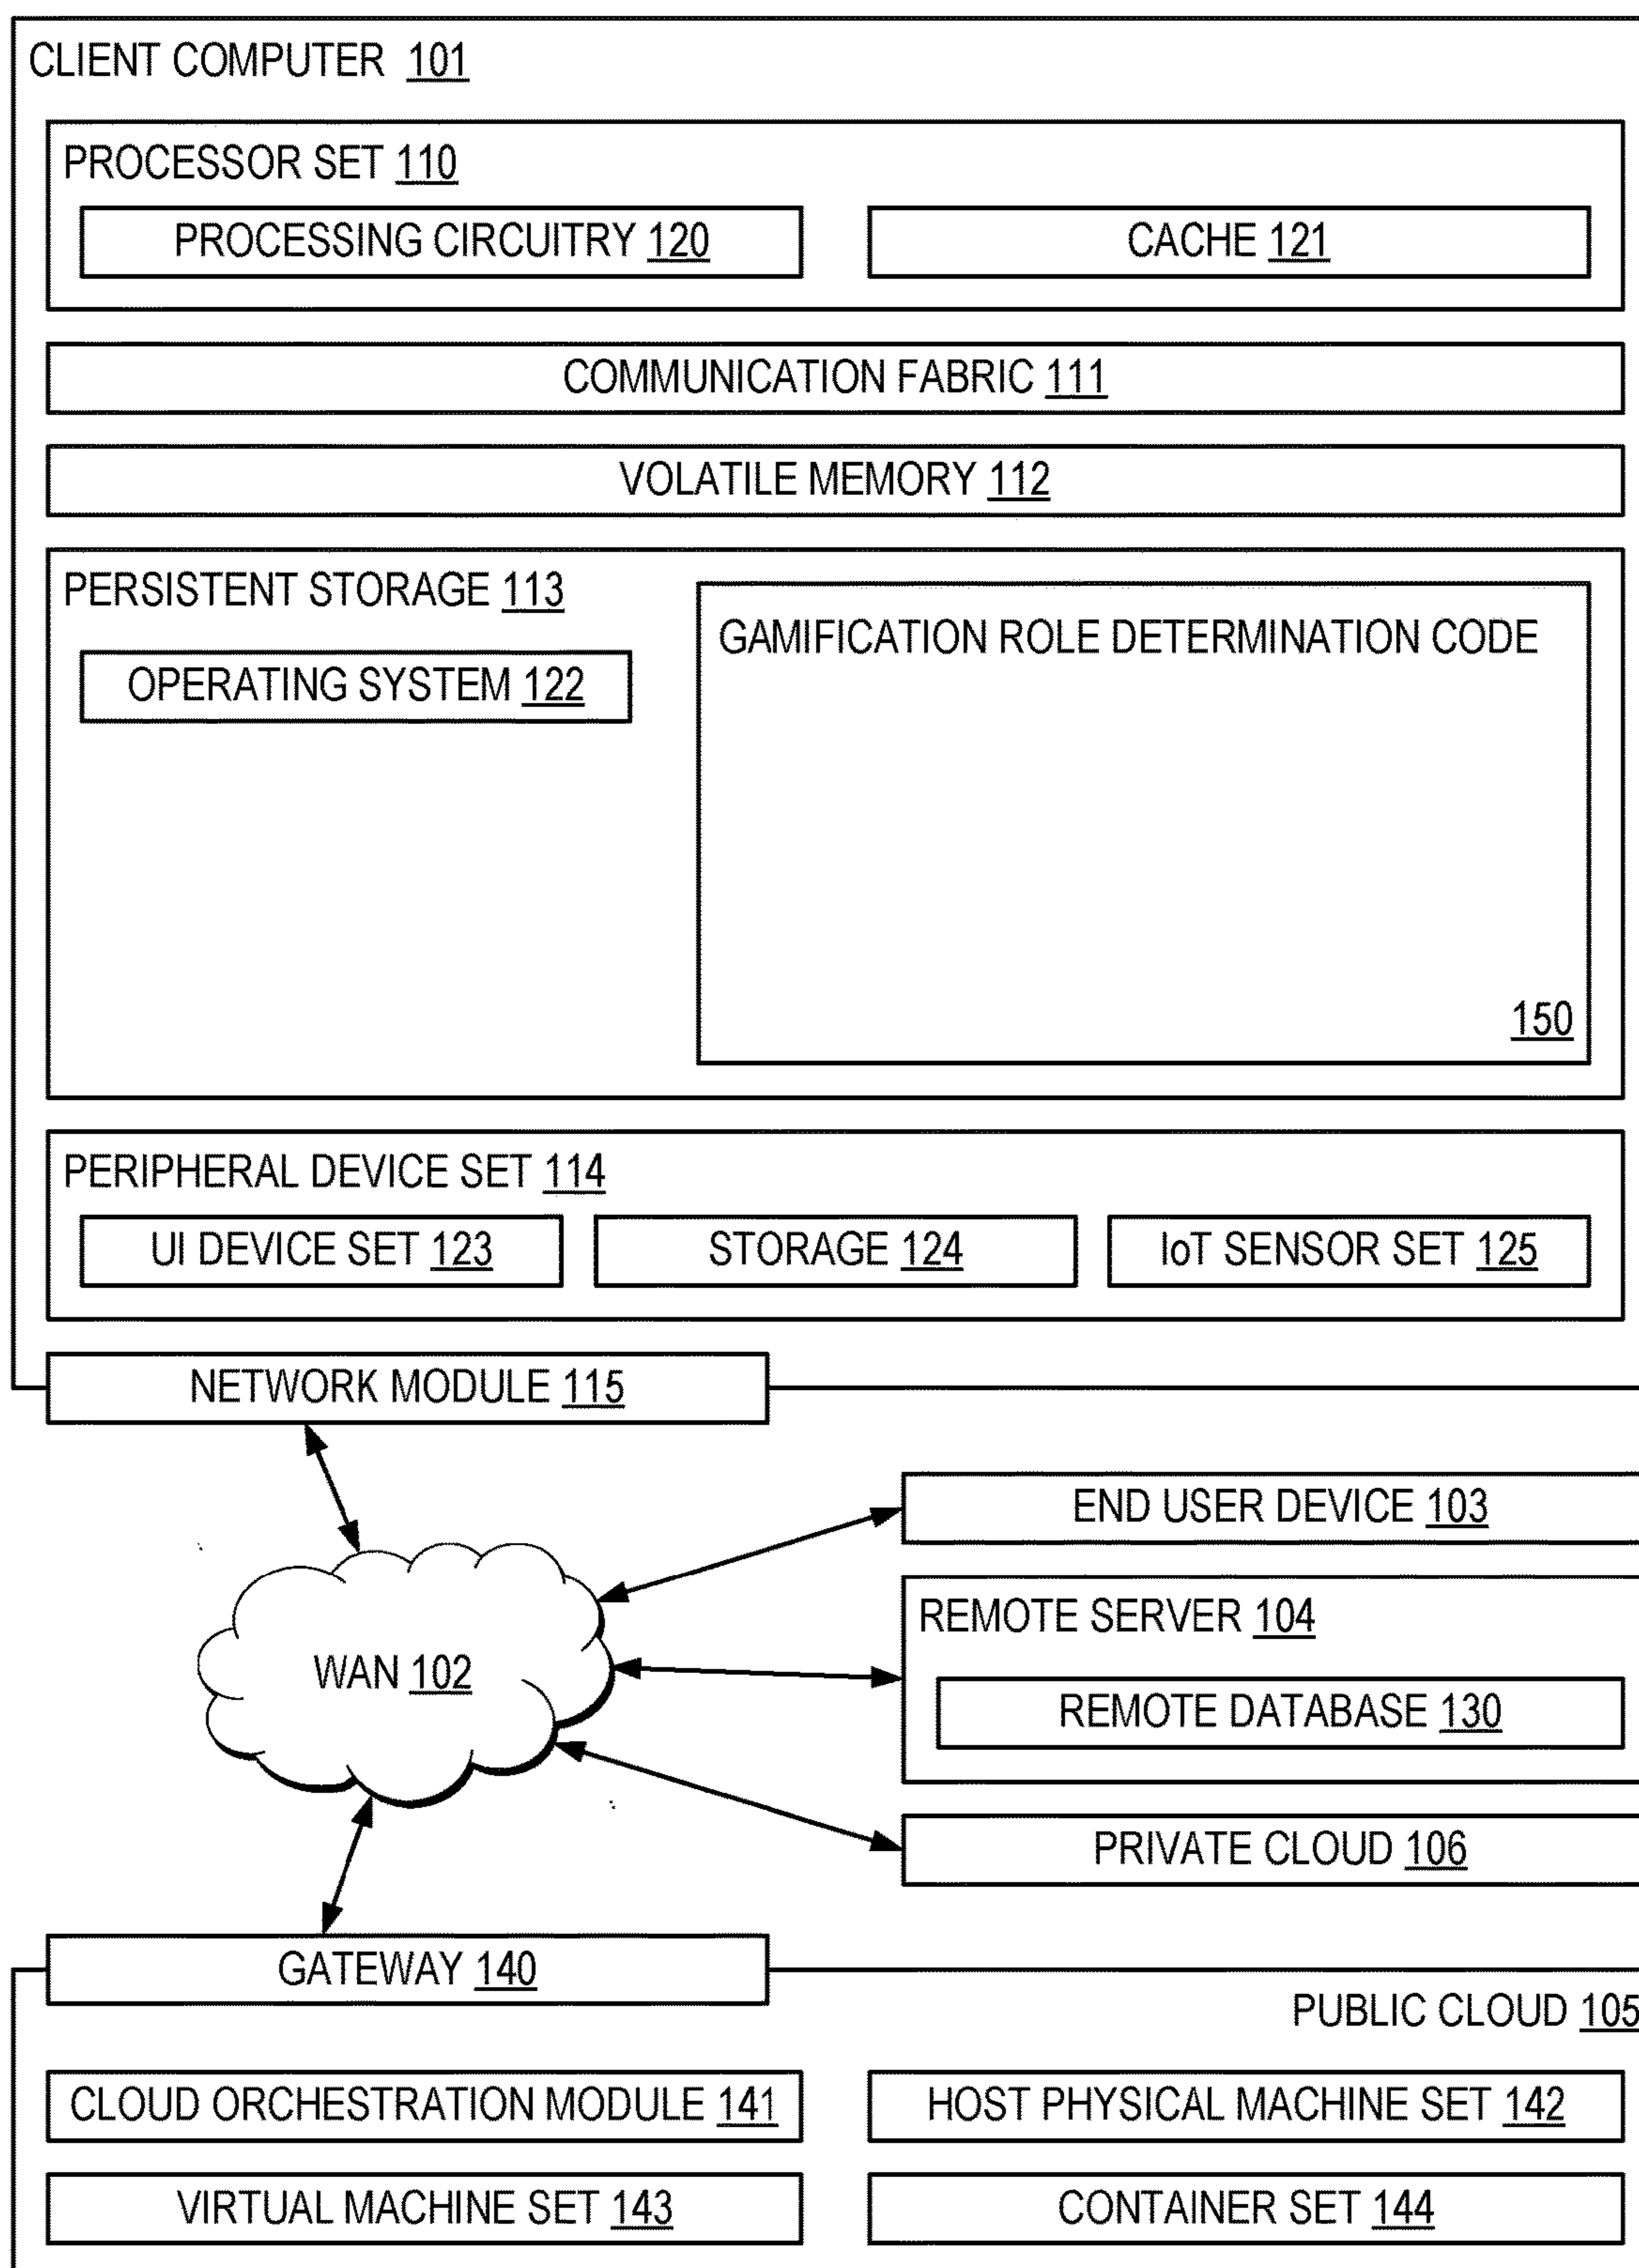 CLIENT COMPUTER 101
PROCESSOR SET 110
PROCESSING CIRCUITRY 120
CACHE 121
COMMUNICATION FABRIC 111
VOLATILE MEMORY 112
PERSISTENT STORAGE 113
OPERATING SYSTEM 122
GAMIFICATION ROLE DETERMINATION CODE
150
PERIPHERAL DEVICE SET 114
UI DEVICE SET 123
STORAGE 124
IoT SENSOR SET 125
NETWORK MODULE 115
WAN 102
END USER DEVICE 103
REMOTE SERVER 104
REMOTE DATABASE 130
PRIVATE CLOUD 106
GATEWAY 140
PUBLIC CLOUD 105
CLOUD ORCHESTRATION MODULE 141
HOST PHYSICAL MACHINE SET 142
VIRTUAL MACHINE SET 143
CONTAINER SET 144